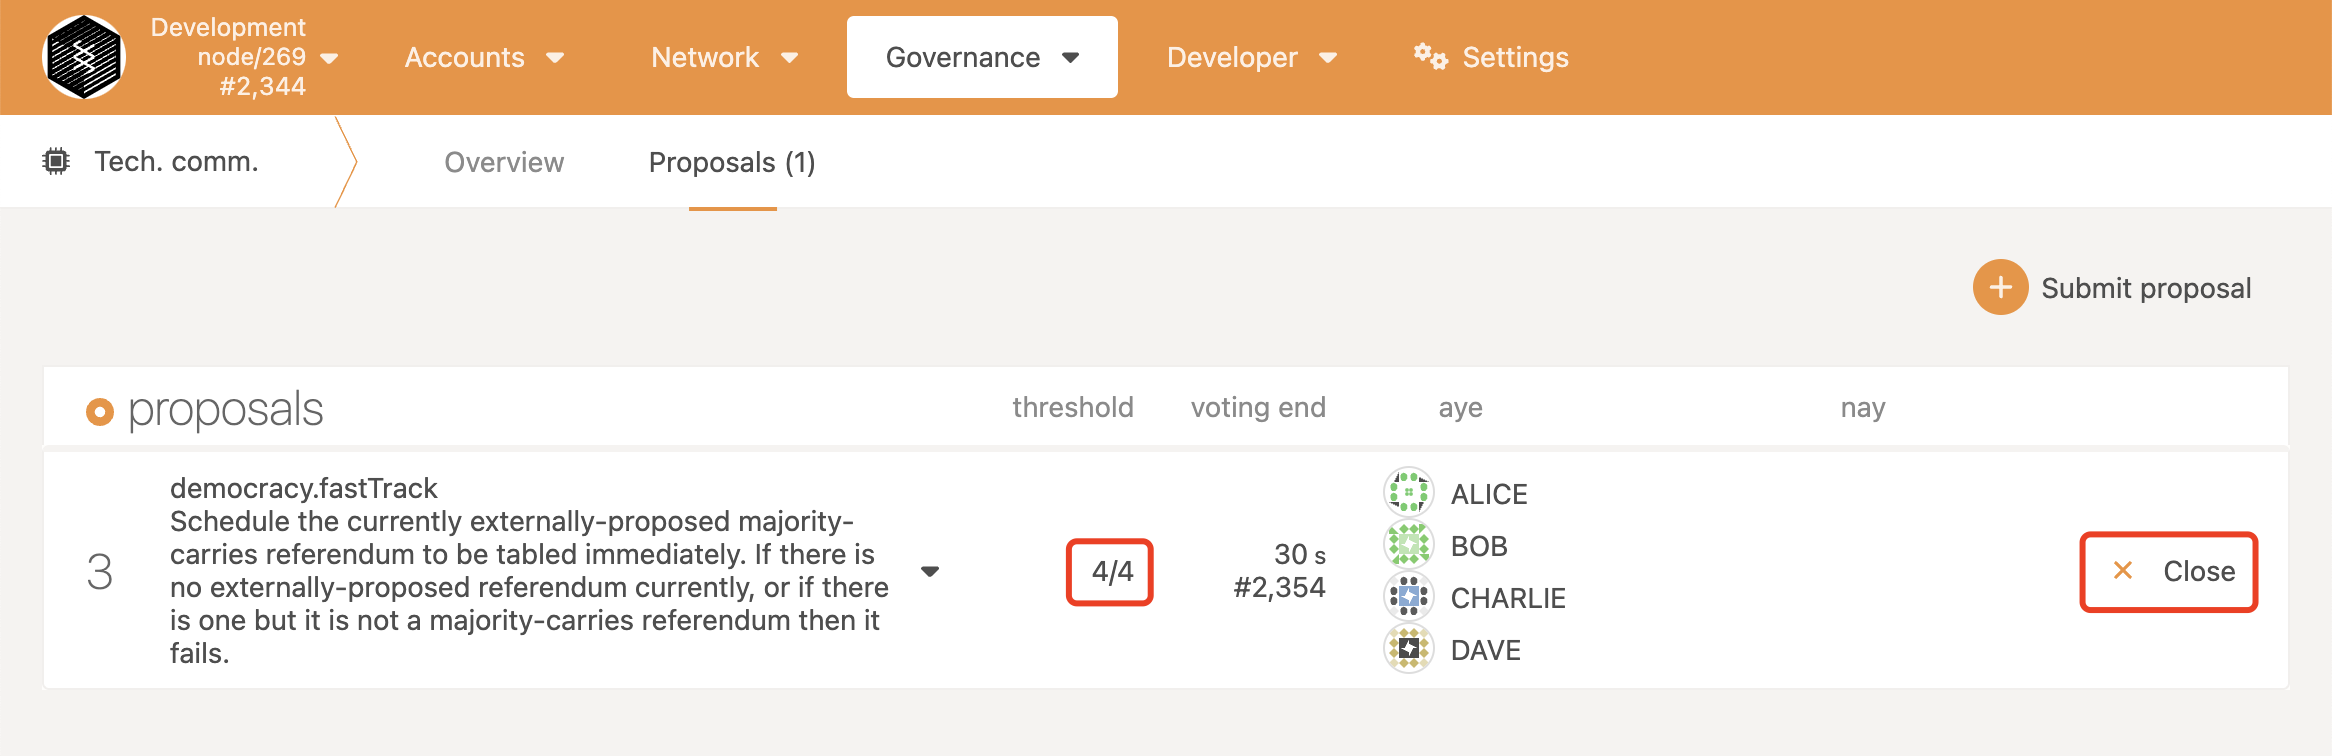 Development
node/269
#2,344
Accounts
Network
Governance
Developer
Settings
Tech. comm.
Overview
Proposals (1)
Submit proposal
proposals
threshold
voting end
aye
nay
3
democracy.fastTrack
Schedule the currently externally-proposed majority-
carries referendum to be tabled immediately. If there is
no externally-proposed referendum currently, or if there
is one but it is not a majority-carries referendum then it
fails.
4/4
30 s
#2,354
ALICE
BOB
CHARLIE
DAVE
Close